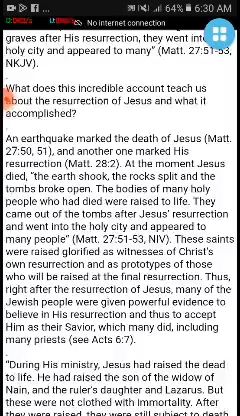 64% 6:30 AM
No internet connection
graves after His resurrection, they went into
holy city and appeared to many” (Matt. 27:51-53,
NKJV).
What does this incredible account teach us
about the resurrection of Jesus and what it
accomplished?
An earthquake marked the death of Jesus (Matt.
27:50, 51), and another one marked His
resurrection (Matt. 28:2). At the moment Jesus
died, “the earth shook, the rocks split and the
tombs broke open. The bodies of many holy
people who had died were raised to life. They
came out of the tombs after Jesus’ resurrection
and went into the holy city and appeared to
many people” (Matt. 27:51-53, NIV). These saints
were raised glorified as witnesses of Christ’s
own resurrection and as prototypes of those
who will be raised at the final resurrection. Thus,
right after the resurrection of Jesus, many of the
Jewish people were given powerful evidence to
believe in His resurrection and thus to accept
Him as their Savior, which many did, including
many priests (see Acts 6:7).
“During His ministry, Jesus had raised the dead
to life. He had raised the son of the widow of
Nain, and the ruler’s daughter and Lazarus. But
these were not clothed with immortality. After
they were raised, they were still subject to death